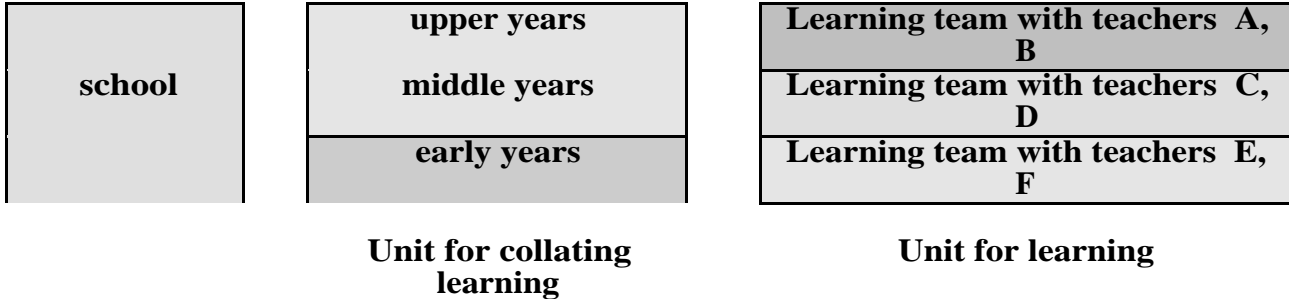 school
upper years
middle years
early years
Unit for collating
learning
Learning team with teachers A,
B
Learning team with teachers C,
D
Learning team with teachers E,
F
Unit for learning